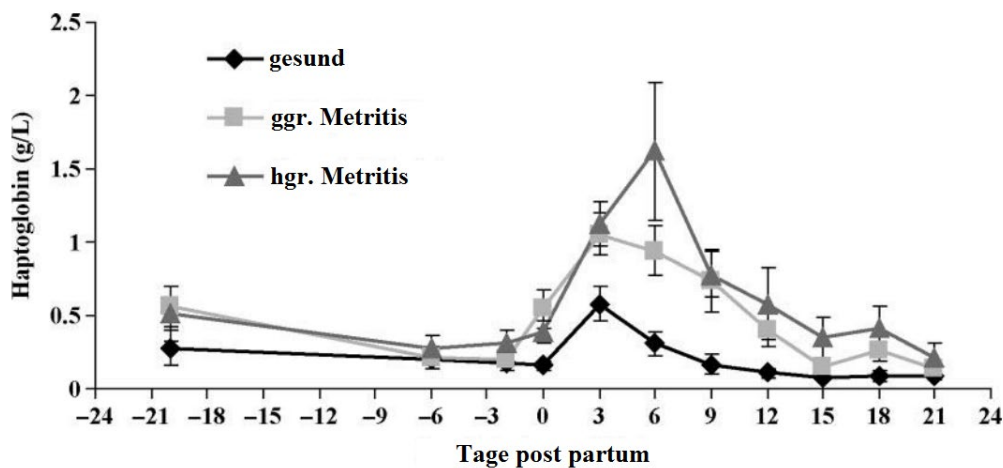 2.5
2
1.5
1
0.5
0
Haptoglobin (g/L)
gesund
ggr. Metritis
hgr. Metritis
–24 –21 –18 –15 –12 –9 –6 –3 0 3 6 9 12 15 18 21 24
Tage post partum